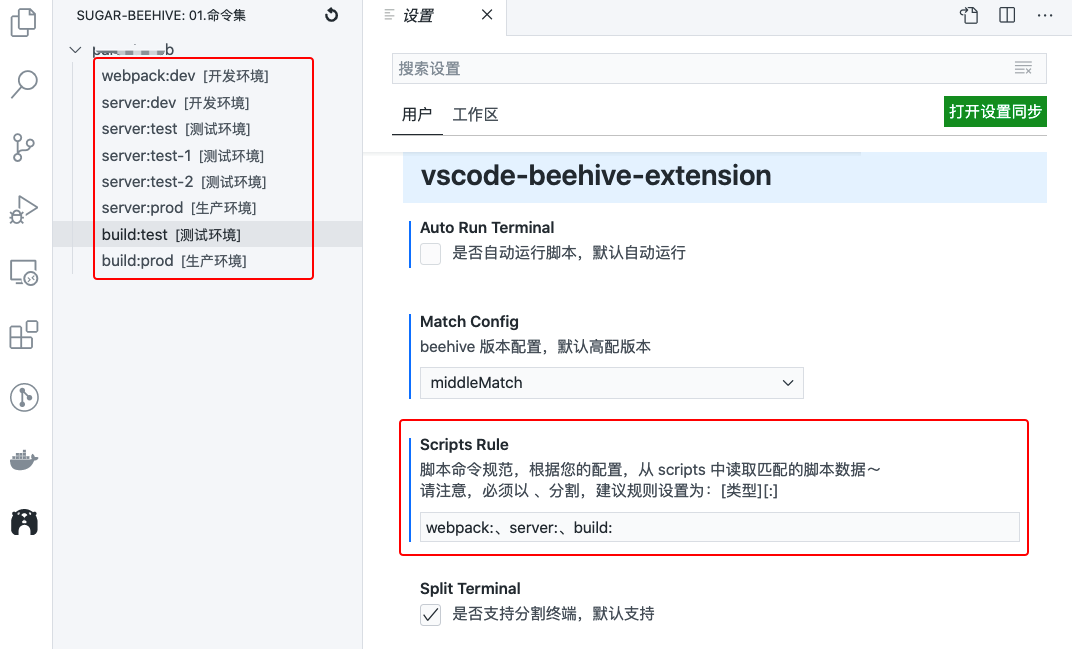 SUGAR-BEEHIVE: 01.命令集
webpack:dev [开发环境]
server:dev [开发环境]
server:test [测试环境]
server:test-1 [测试环境]
server:test-2 [测试环境]
server:prod [生产环境]
build:test [测试环境]
build:prod [生产环境]
设置
搜索设置
用户 工作区
打开设置同步
vscode-beehive-extension
Auto Run Terminal
是否自动运行脚本，默认自动运行
Match Config
beehive 版本配置，默认高配版本
middleMatch
Scripts Rule
脚本命令规范，根据您的配置，从 scripts 中读取匹配的脚本数据～
请注意，必须以 、分割，建议规则设置为：[类型][:]
webpack:、server:、build:
Split Terminal
是否支持分割终端，默认支持